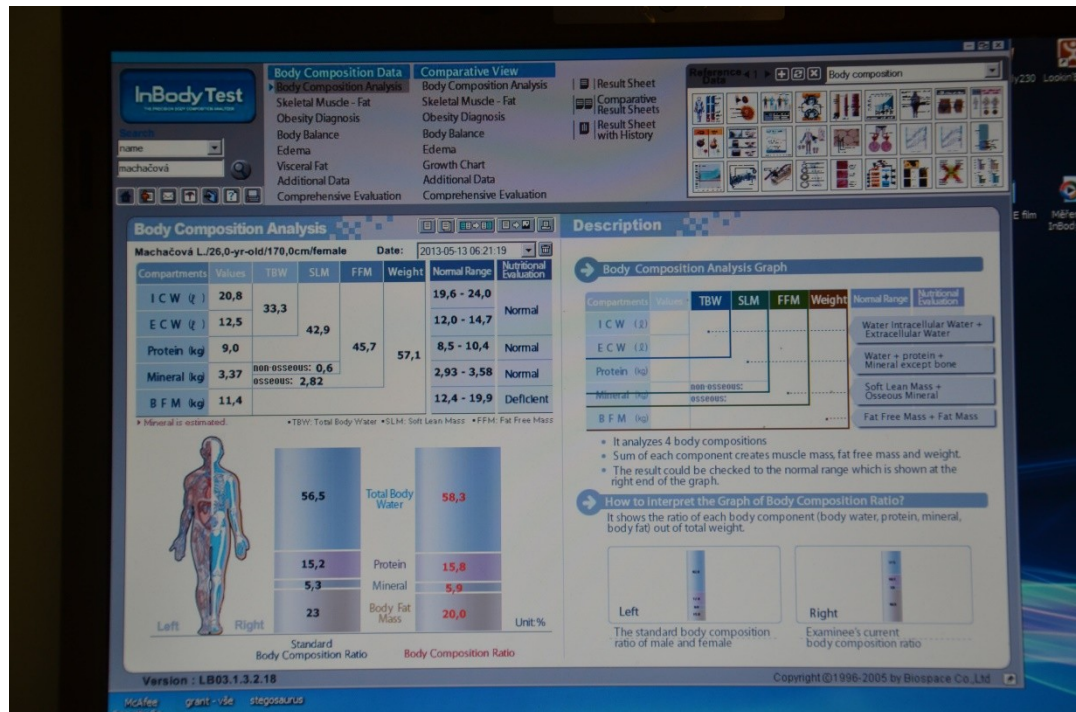 InBody Test
Search
name
machačová
Body Composition Data
Body Composition Analysis
Skeletal Muscle - Fat
Obesity Diagnosis
Body Balance
Edema
Visceral Fat
Additional Data
Comprehensive Evaluation
Comparative View
Body Composition Analysis
Skeletal Muscle - Fat
Obesity Diagnosis
Body Balance
Edema
Growth Chart
Additional Data
Comprehensive Evaluation
Result Sheet
Comparative
Result Sheets
Result Sheet
with History
Reference
Data
4 1
Body composition
Body Composition Analysis
Machačová L./26,0-yr-old/170,0cm/female Date: 2013-05-13 06:21:19
Compartments Values TBW SLM FFM Weight Normal Range Nutritional Evaluation
ICW (ℓ) 20,8 33,3 42,9 45,7 57,1 19,6 - 24,0 Normal
ECW (ℓ) 12,5 12,0 - 14,7
Protein (kg) 9,0 8,5 - 10,4 Normal
Mineral (kg) 3,37 non-osseous: 0,6 2,93 - 3,58 Normal
osseous: 2,82
BFM (kg) 11,4 12,4 - 19,9 Deficient
Mineral is estimated. •TBW: Total Body Water •SLM: Soft Lean Mass •FFM: Fat Free Mass
56,5 Total Body Water 58,3
15,2 Protein 15,8
5,3 Mineral 5,9
23 Body Fat Mass 20,0
Unit:%
Left Right
Standard
Body Composition Ratio
Body Composition Ratio
Description
Body Composition Analysis Graph
Compartments Values TBW SLM FFM Weight Normal Range Nutritional Evaluation
ICW (ℓ)
ECW (ℓ)
Protein (kg)
Mineral (kg) non-osseous:
osseous:
BFM (kg)
Water Intracellular Water +
Extracellular Water
Water + protein +
Mineral except bone
Soft Lean Mass +
Osseous Mineral
Fat Free Mass + Fat Mass
• It analyzes 4 body compositions
• Sum of each component creates muscle mass, fat free mass and weight.
• The result could be checked to the normal range which is shown at the
right end of the graph.
How to interpret the Graph of Body Composition Ratio?
It shows the ratio of each body component (body water, protein, mineral,
body fat) out of total weight.
Left
Right
The standard body composition
ratio of male and female
Examinee's current
body composition ratio
Version : LB03.1.3.2.18
Copyright©1996-2005 by Biospace Co.,Ltd
McAfee grant - vše stegosaurus